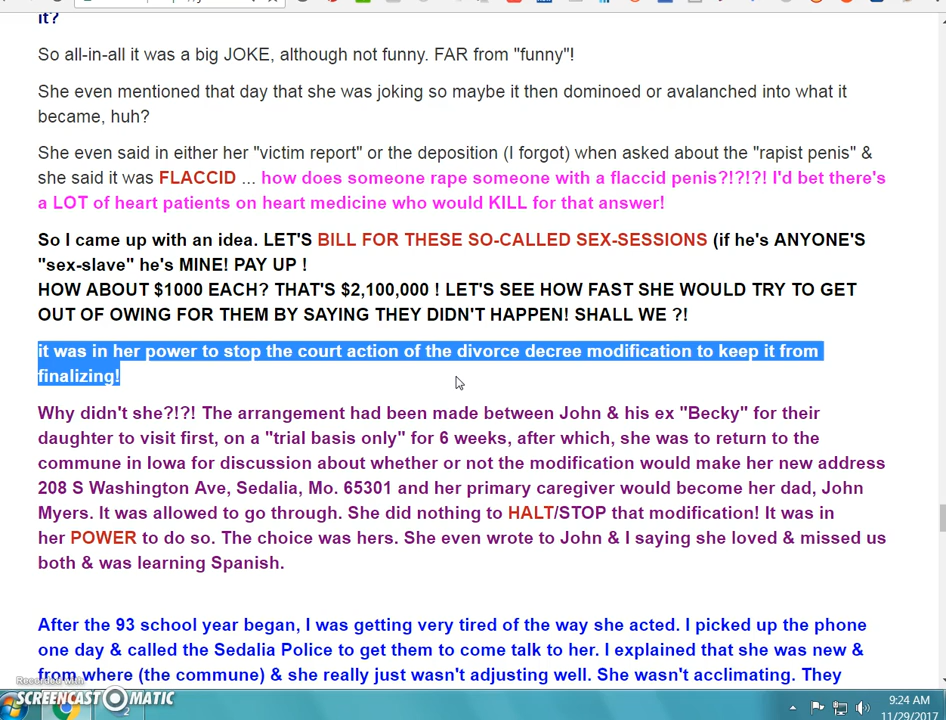 it?
So all-in-all it was a big JOKE, although not funny. FAR from "funny"!
She even mentioned that day that she was joking so maybe it then dominoed or avalanched into what it
became, huh?
She even said in either her "victim report" or the deposition (I forgot) when asked about the "rapist penis" &
she said it was FLACCID ... how does someone rape someone with a flaccid penis?!?!?! I'd bet there's
a LOT of heart patients on heart medicine who would KILL for that answer!
So I came up with an idea. LET'S BILL FOR THESE SO-CALLED SEX-SESSIONS (if he's ANYONE'S
"sex-slave" he's MINE! PAY UP !
HOW ABOUT $1000 EACH? THAT'S $2,100,000 ! LET'S SEE HOW FAST SHE WOULD TRY TO GET
OUT OF OWING FOR THEM BY SAYING THEY DIDN'T HAPPEN! SHALL WE ?!
it was in her power to stop the court action of the divorce decree modification to keep it from
finalizing!
Why didn't she?!?! The arrangement had been made between John & his ex "Becky" for their
daughter to visit first, on a "trial basis only" for 6 weeks, after which, she was to return to the
commune in Iowa for discussion about whether or not the modification would make her new address
208 S Washington Ave, Sedalia, Mo. 65301 and her primary caregiver would become her dad, John
Myers. It was allowed to go through. She did nothing to HALT/STOP that modification! It was in
her POWER to do so. The choice was hers. She even wrote to John & I saying she loved & missed us
both & was learning Spanish.
After the 93 school year began, I was getting very tired of the way she acted. I picked up the phone
one day & called the Sedalia Police to get them to come talk to her. I explained that she was new &
from where (the commune) & she really just wasn't adjusting well. She wasn't acclimating. They
Recorded with
SCREENCAST-O-MATIC
2
9:24 AM
11/29/2017